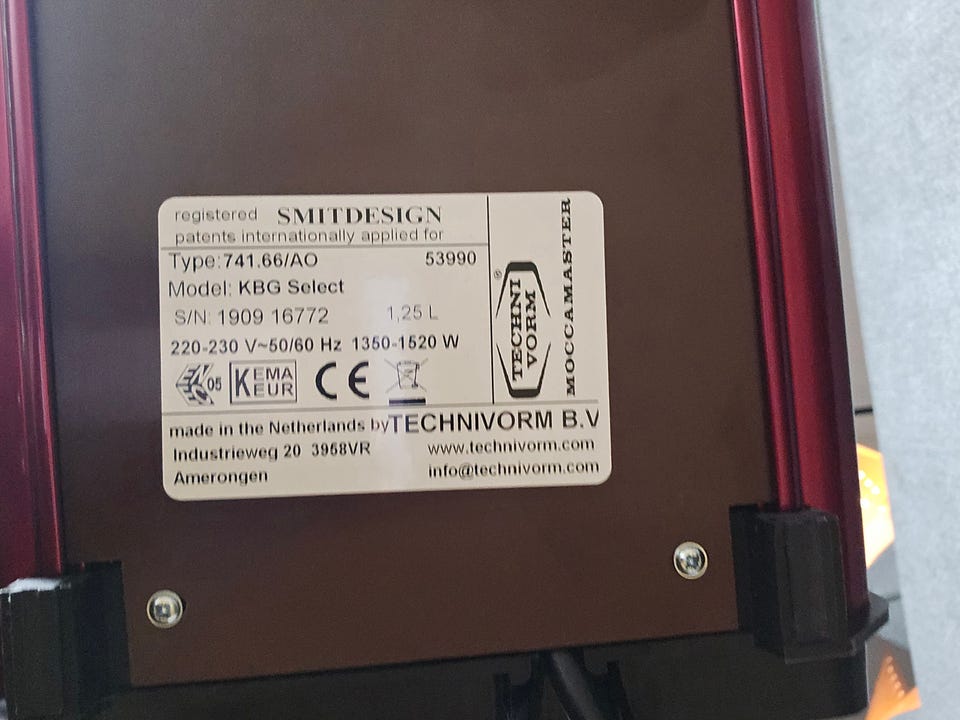 registered SMITDESIGN
patents internationally applied for
Type:741.66/AO 53990
Model: KBG Select
S/N: 1909 16772 1,25 L
220-230 V~50/60 Hz 1350-1520 W
05 KEMA KEUR CE
TECHNI VORM ®
MOCCAMASTER
made in the Netherlands by TECHNIVORM B.V
Industrieweg 20 3958VR www.technivorm.com
Amerongen info@technivorm.com